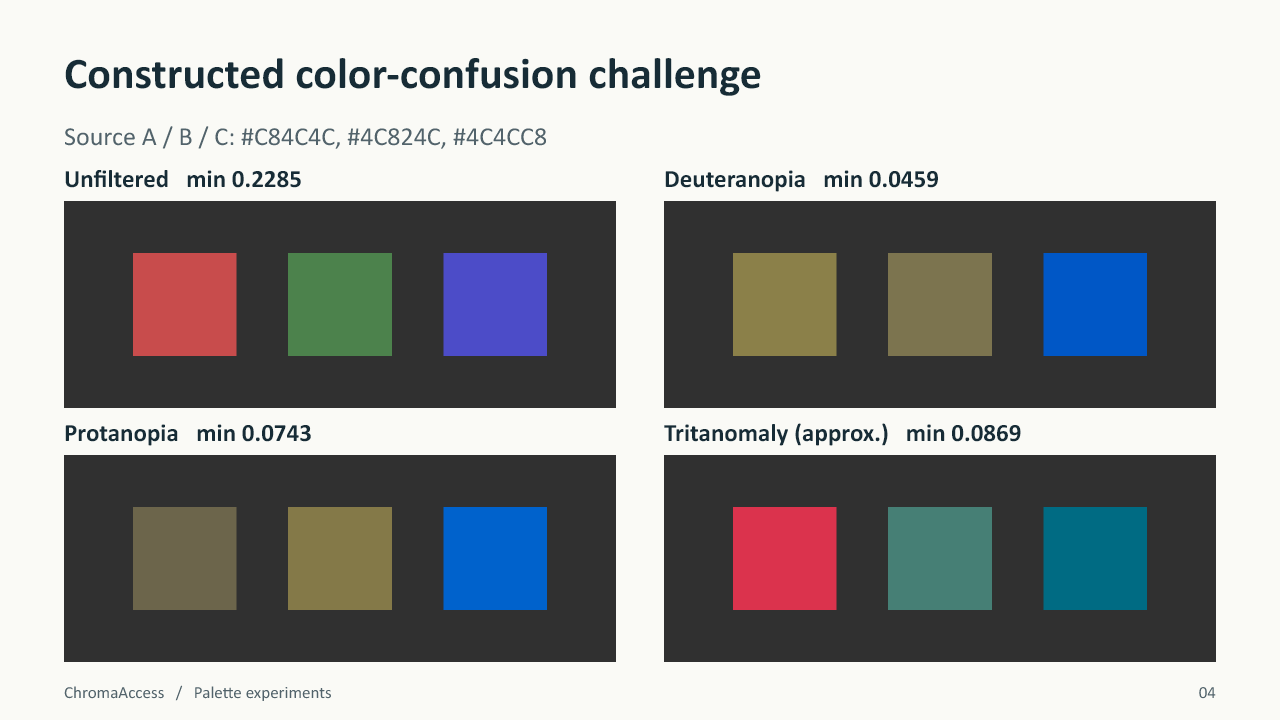 Constructed color-confusion challenge
Source A / B / C: #C84C4C, #4C824C, #4C4CC8
Unfiltered min 0.2285
Deuteranopia min 0.0459
Protanopia min 0.0743
Tritanomaly (approx.) min 0.0869
ChromaAccess / Palette experiments
04